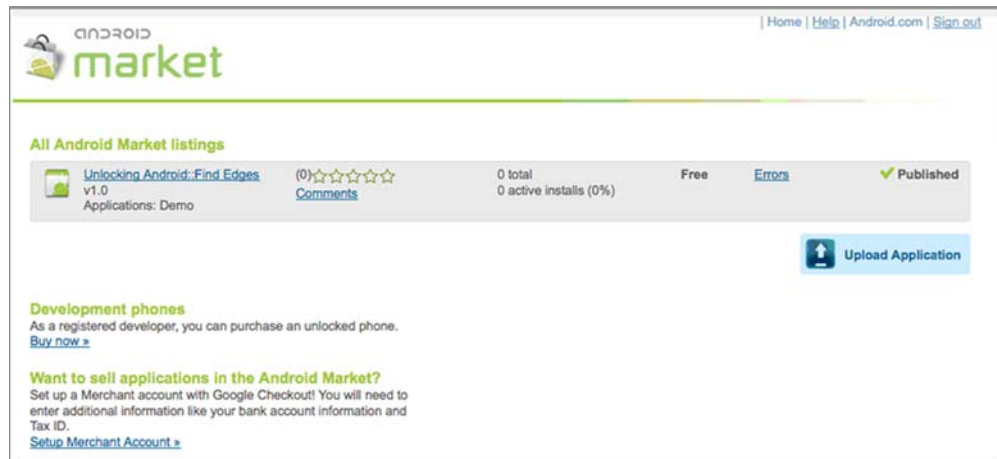 | Home | Help | Android.com | Sign out
android
market
All Android Market listings
Unlocking Android::Find Edges (0) 0 total Free Errors Published
v1.0 Comments 0 active installs (0%)
Applications: Demo
Upload Application
Development phones
As a registered developer, you can purchase an unlocked phone.
Buy now »
Want to sell applications in the Android Market?
Set up a Merchant account with Google Checkout! You will need to
enter additional information like your bank account information and
Tax ID.
Setup Merchant Account »